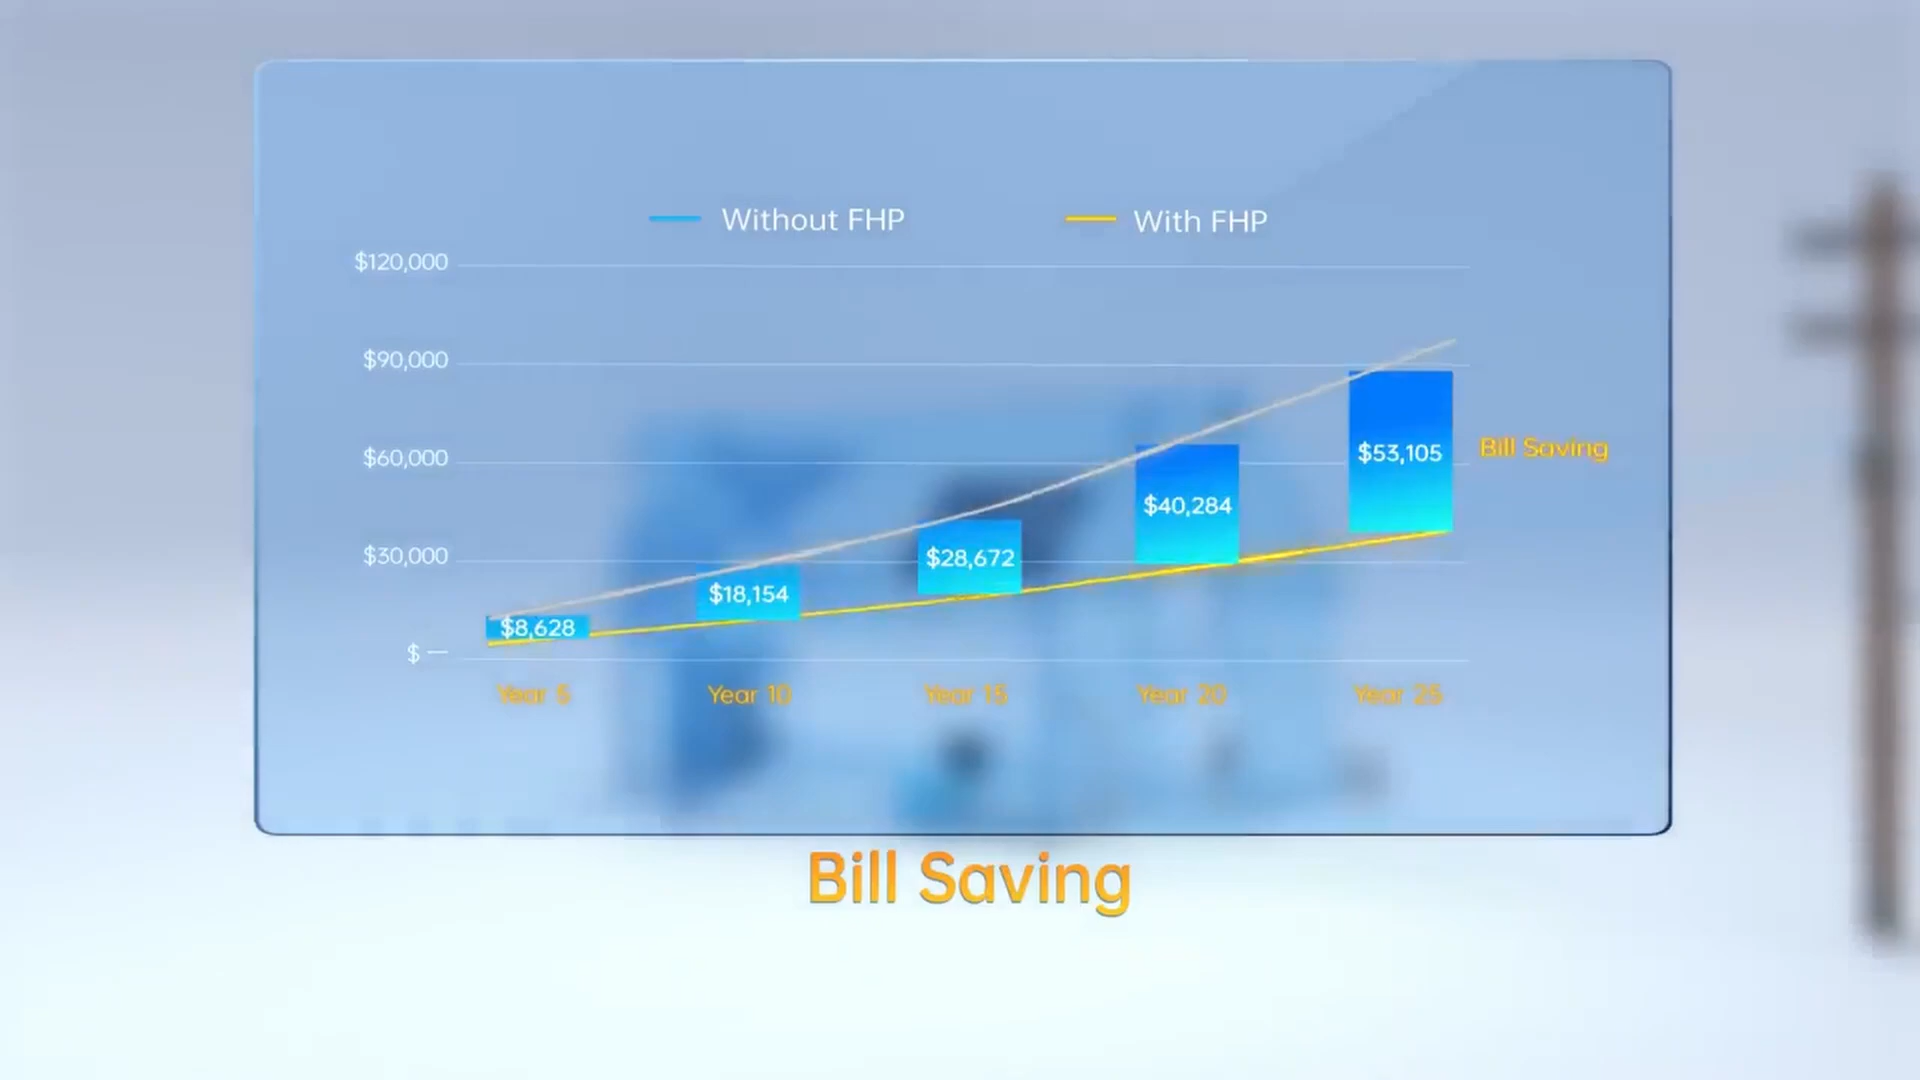 Without FHP
With FHP
$120,000
$90,000
$60,000
$30,000
$ —
$8,628
$18,154
$28,672
$40,284
$53,105
Bill Saving
Year 5
Year 10
Year 15
Year 20
Year 25
Bill Saving